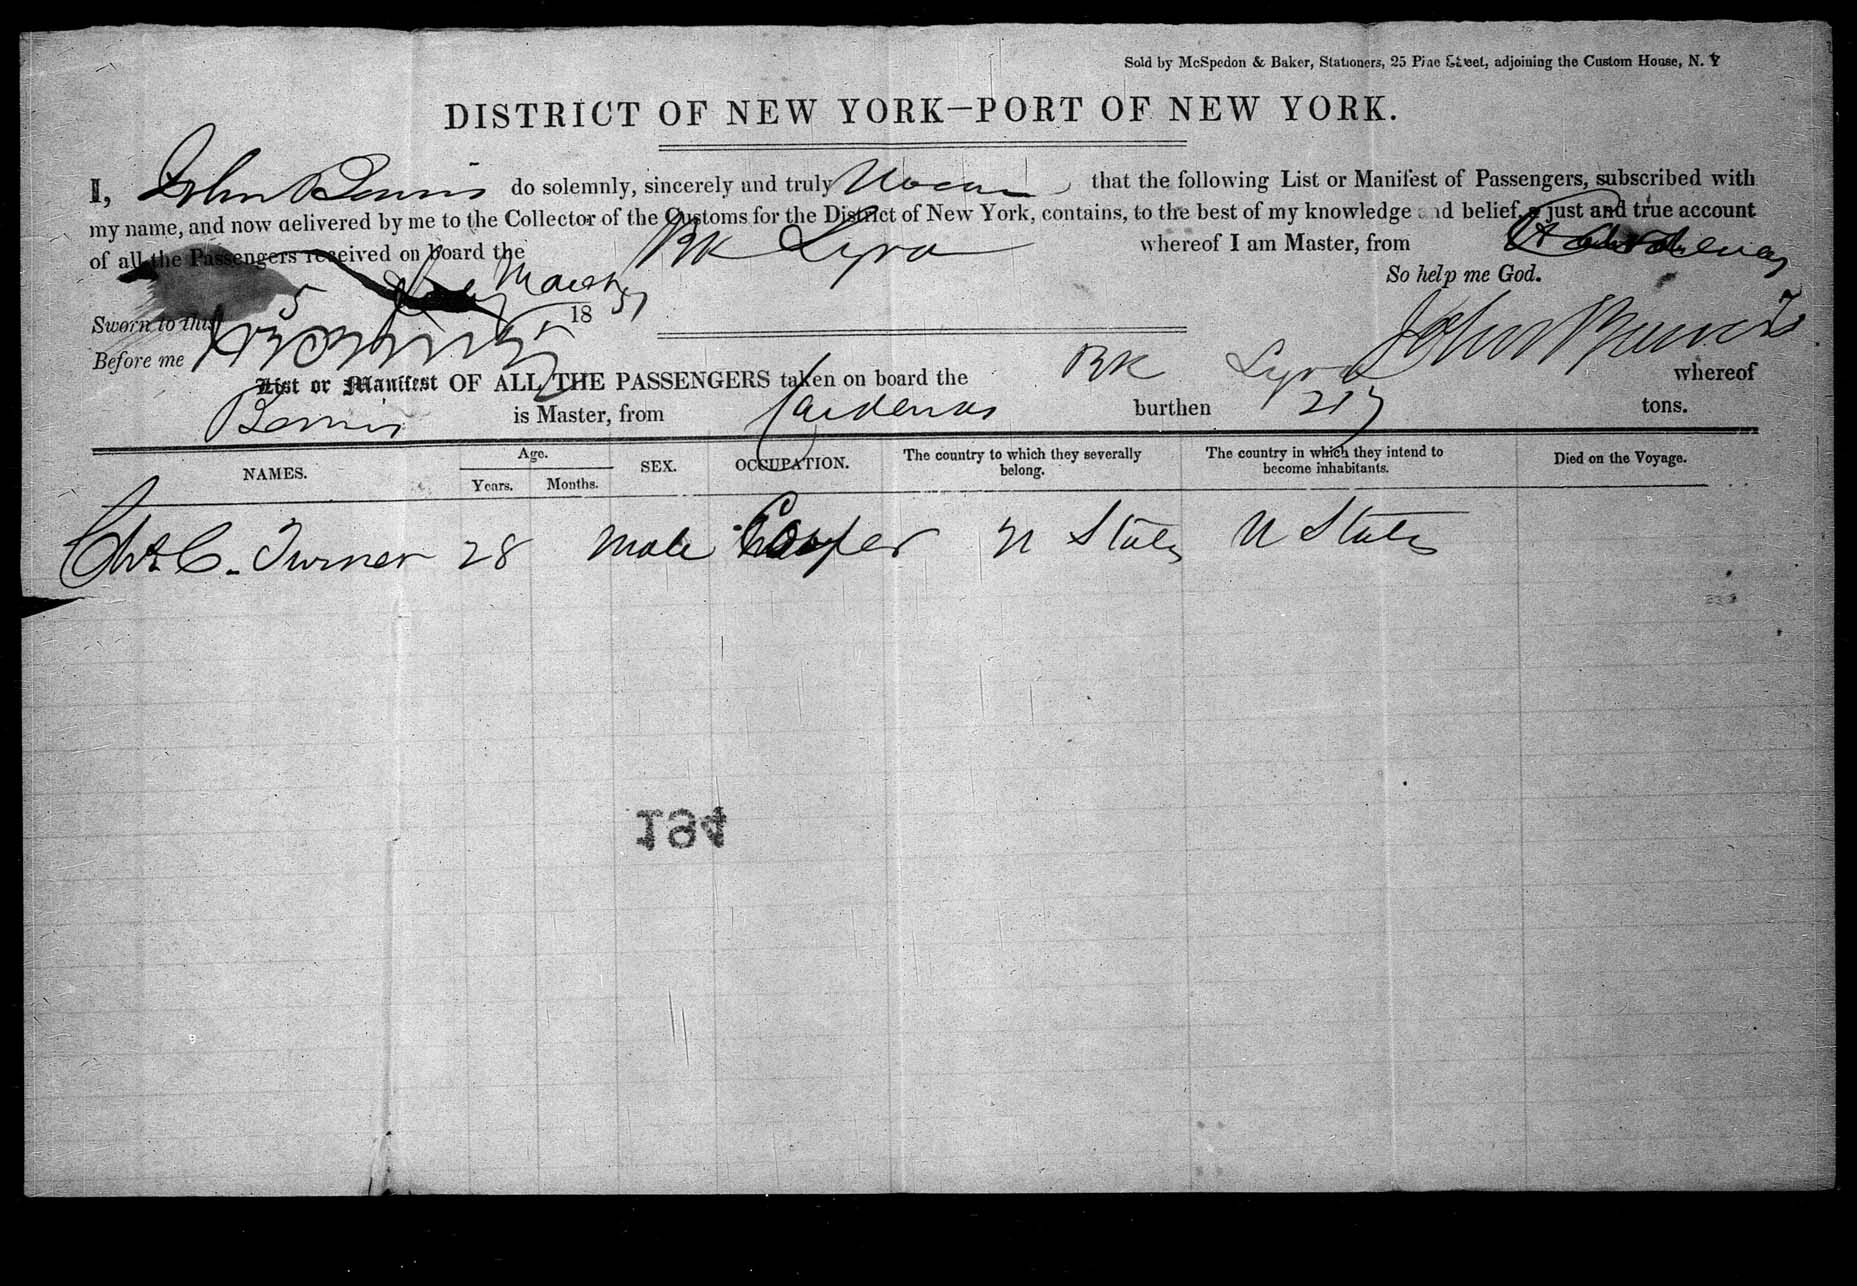 Sold by McSpedon & Baker, Stationers, 25 Pine Street, adjoining the Custom House, N. Y
DISTRICT OF NEW YORK—PORT OF NEW YORK.
I, John Bemis do solemnly, sincerely and truly that the following List or Manifest of Passengers, subscribed with
my name, and now delivered by me to the Collector of the Customs for the District of New York, contains, to the best of my knowledge and belief, a just and true account
of all the Passengers received on board the Bk Lyra whereof I am Master, from Cardenas
So help me God.
Sworn to this 5 March 1851
Before me
John Bemis
List or Manifest OF ALL THE PASSENGERS taken on board the Bk Lyra whereof
Bemis is Master, from Cardenas burthen 217 tons.
NAMES. Age. Years. Months. SEX. OCCUPATION. The country to which they severally belong. The country in which they intend to become inhabitants. Died on the Voyage.
C. Turner 28 Male Cooper U States U States
194